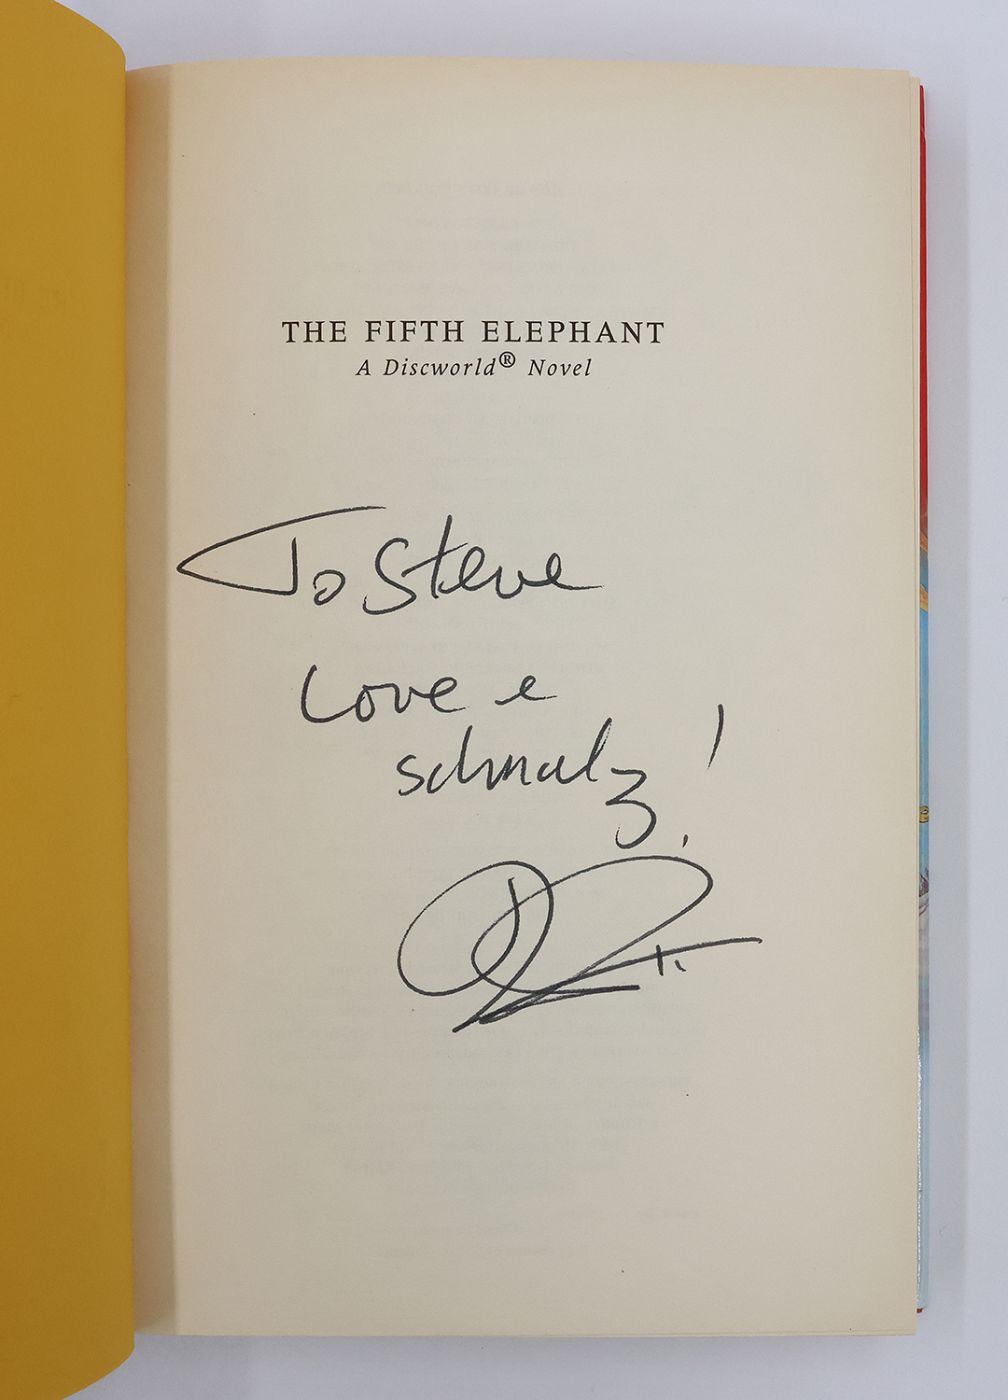 THE FIFTH ELEPHANT
A Discworld® Novel
To Steve
Love e
schmalz!